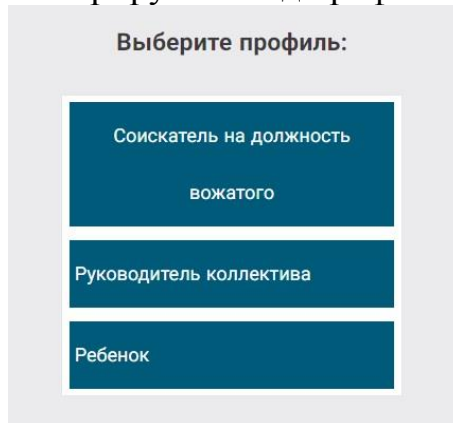 Выберите профиль:
Соискатель на должность
вожатого
Руководитель коллектива
Ребенок